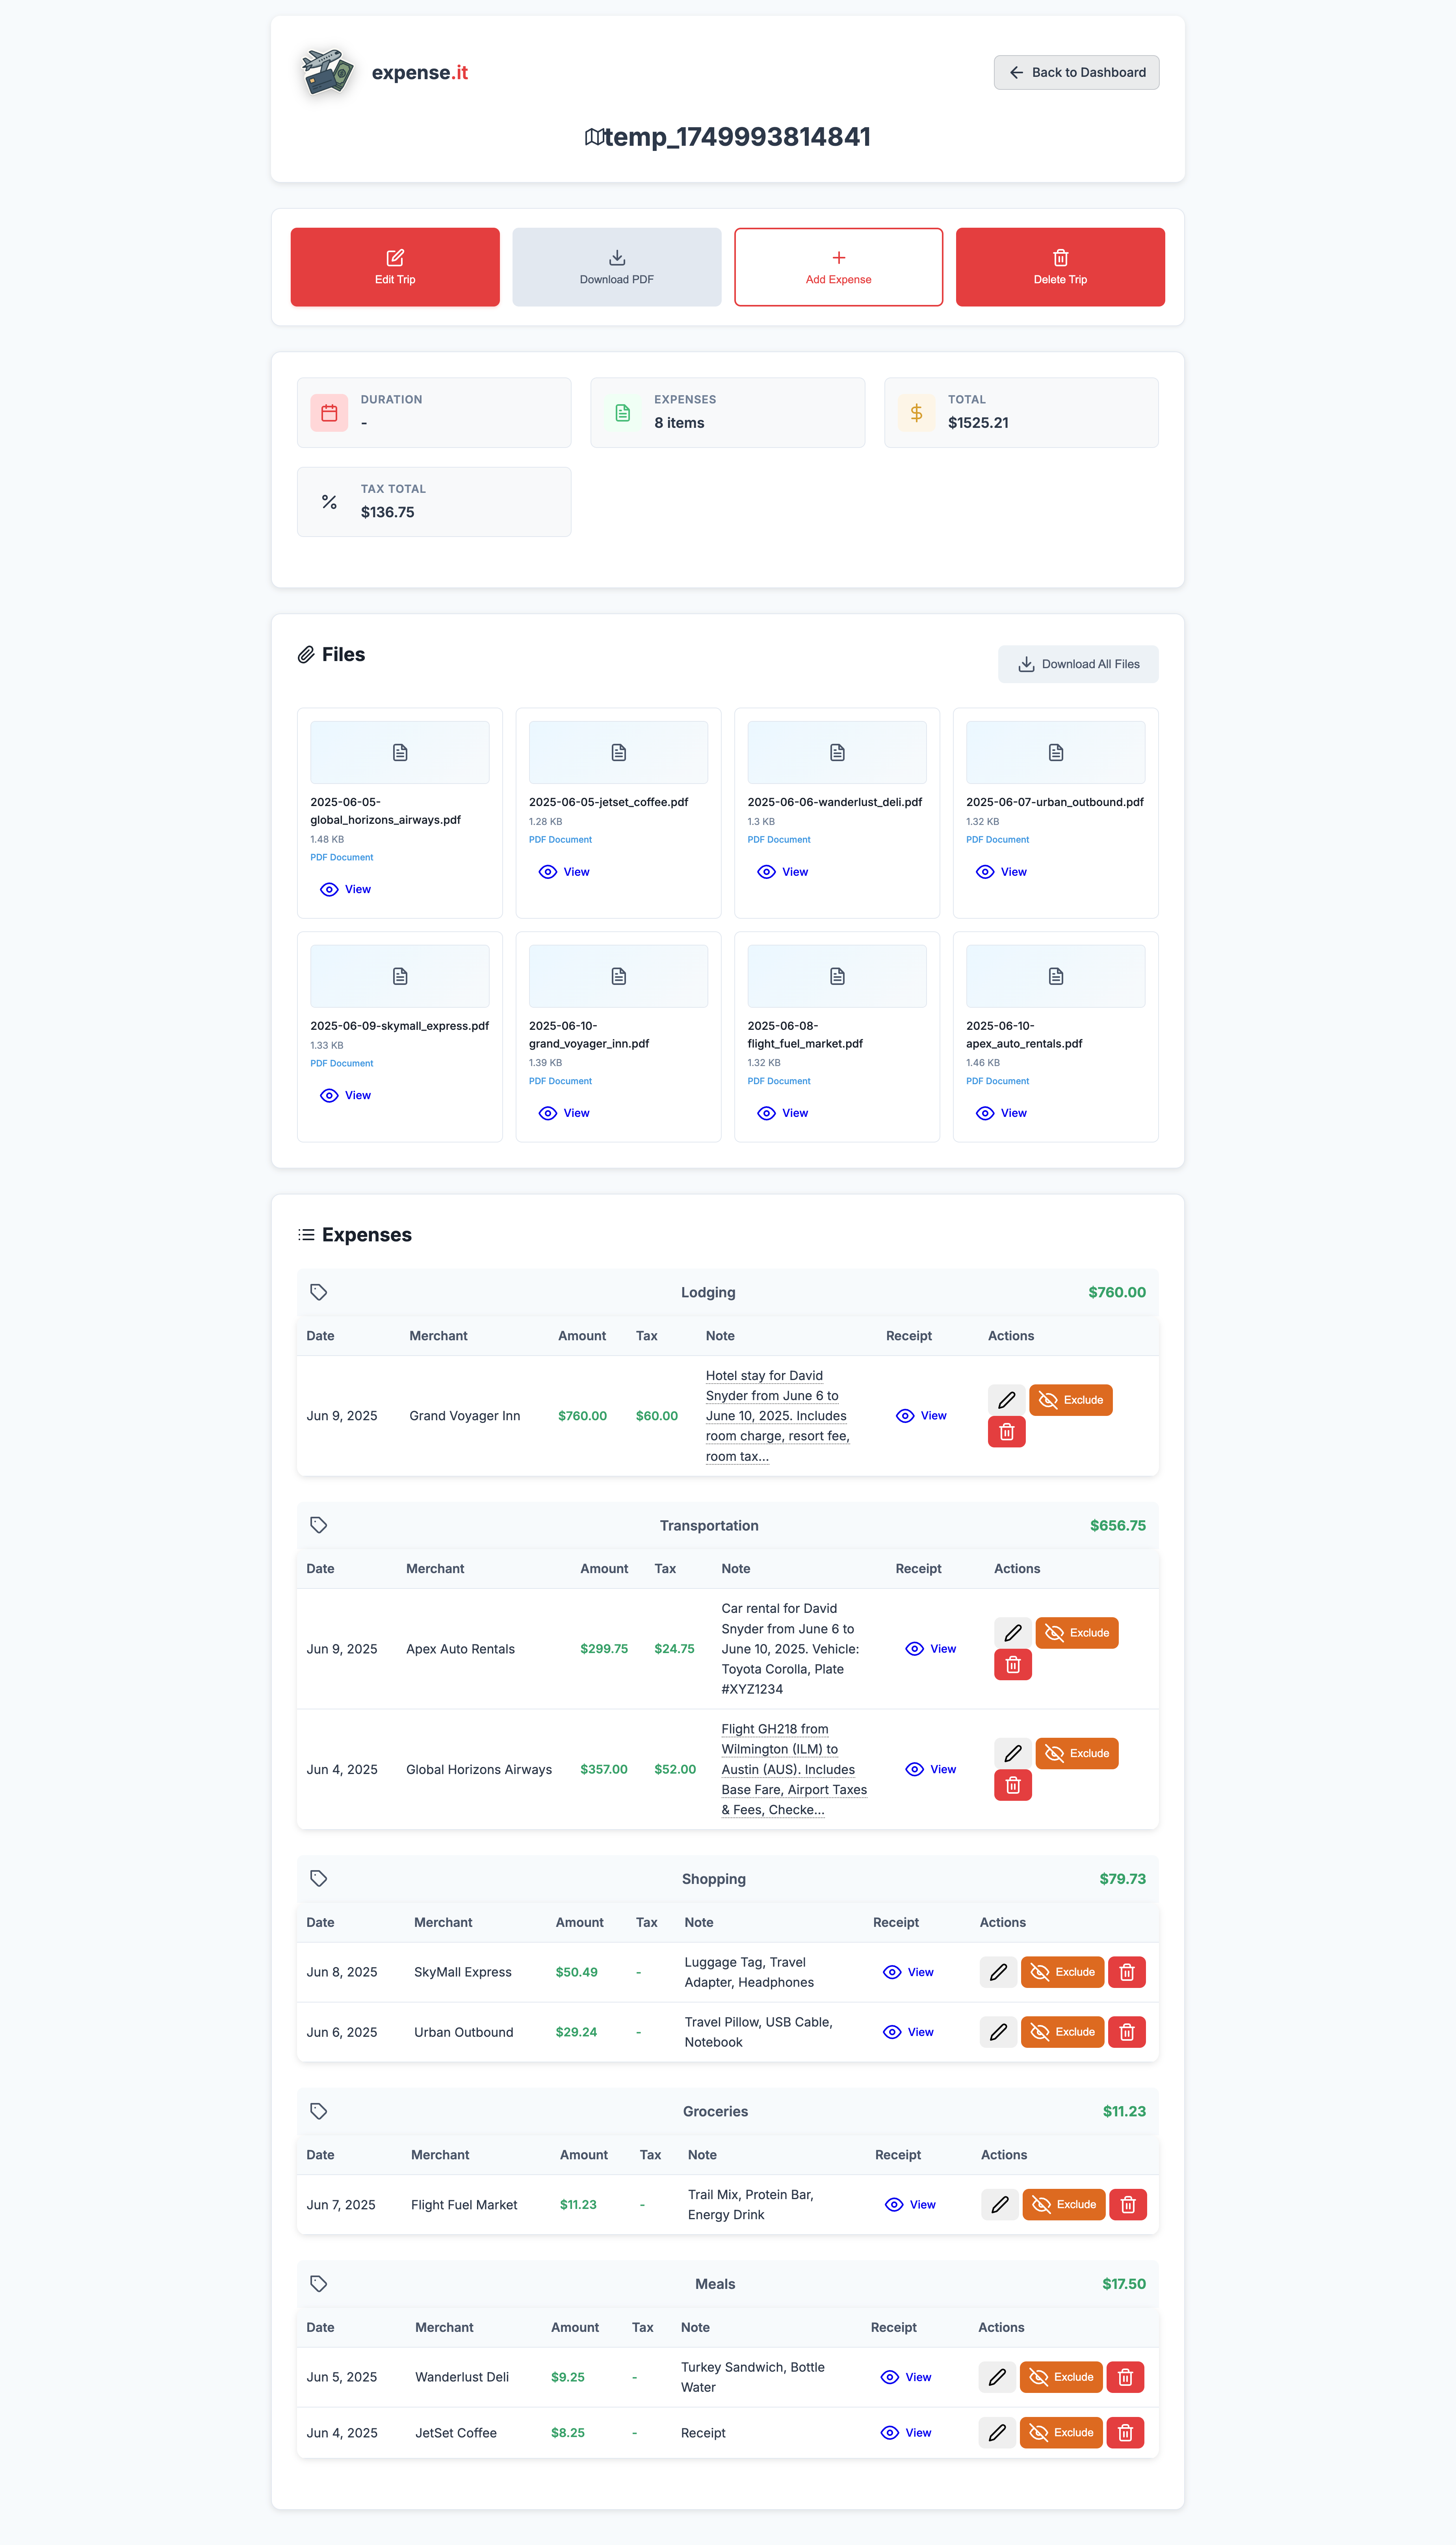 expense.it
Back to Dashboard
temp_1749993814841
Edit Trip
Download PDF
Add Expense
Delete Trip
DURATION
-
EXPENSES
8 items
TOTAL
$1525.21
TAX TOTAL
$136.75
Files
Download All Files
2025-06-05-
global_horizons_airways.pdf
1.48 KB
PDF Document
View
2025-06-05-jetset_coffee.pdf
1.28 KB
PDF Document
View
2025-06-06-wanderlust_deli.pdf
1.3 KB
PDF Document
View
2025-06-07-urban_outbound.pdf
1.32 KB
PDF Document
View
2025-06-09-skymall_express.pdf
1.33 KB
PDF Document
View
2025-06-10-
grand_voyager_inn.pdf
1.39 KB
PDF Document
View
2025-06-08-
flight_fuel_market.pdf
1.32 KB
PDF Document
View
2025-06-10-
apex_auto_rentals.pdf
1.46 KB
PDF Document
View
Expenses
Lodging $760.00
Date Merchant Amount Tax Note Receipt Actions
Jun 9, 2025 Grand Voyager Inn $760.00 $60.00
Hotel stay for David
Snyder from June 6 to
June 10, 2025. Includes
room charge, resort fee,
room tax...
View
Exclude
Transportation $656.75
Date Merchant Amount Tax Note Receipt Actions
Jun 9, 2025 Apex Auto Rentals $299.75 $24.75
Car rental for David
Snyder from June 6 to
June 10, 2025. Vehicle:
Toyota Corolla, Plate
#XYZ1234
View
Exclude
Jun 4, 2025 Global Horizons Airways $357.00 $52.00
Flight GH218 from
Wilmington (ILM) to
Austin (AUS). Includes
Base Fare, Airport Taxes
& Fees, Checke...
View
Exclude
Shopping $79.73
Date Merchant Amount Tax Note Receipt Actions
Jun 8, 2025 SkyMall Express $50.49 -
Luggage Tag, Travel
Adapter, Headphones
View
Exclude
Jun 6, 2025 Urban Outbound $29.24 -
Travel Pillow, USB Cable,
Notebook
View
Exclude
Groceries $11.23
Date Merchant Amount Tax Note Receipt Actions
Jun 7, 2025 Flight Fuel Market $11.23 -
Trail Mix, Protein Bar,
Energy Drink
View
Exclude
Meals $17.50
Date Merchant Amount Tax Note Receipt Actions
Jun 5, 2025 Wanderlust Deli $9.25 -
Turkey Sandwich, Bottle
Water
View
Exclude
Jun 4, 2025 JetSet Coffee $8.25 - Receipt View Exclude